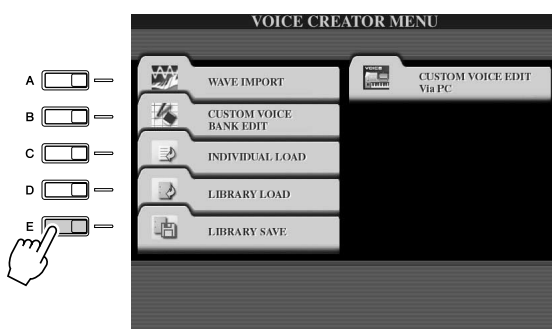 VOICE CREATOR MENU
A
WAVE IMPORT
B
CUSTOM VOICE
BANK EDIT
C
INDIVIDUAL LOAD
D
LIBRARY LOAD
E
LIBRARY SAVE
VOICE
CUSTOM VOICE EDIT
Via PC